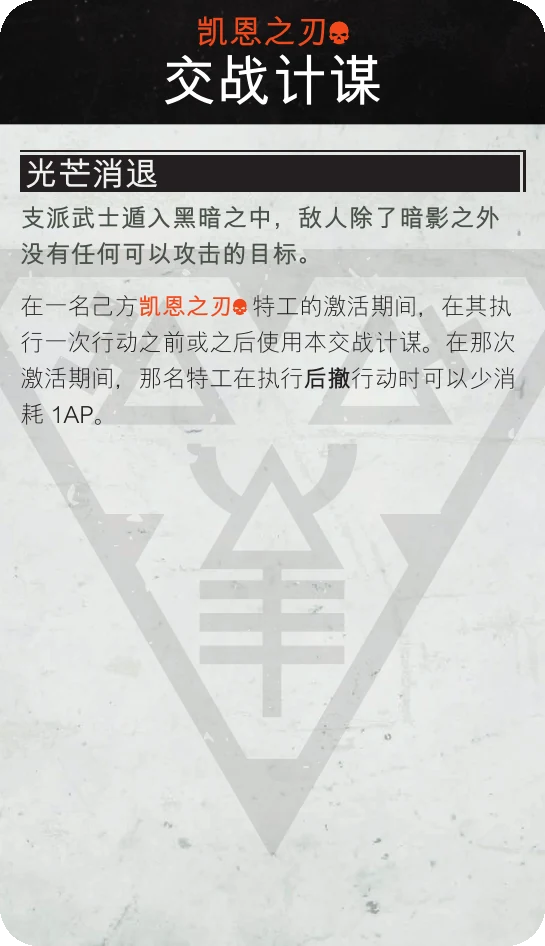 凯恩之刃
交战计谋
光芒消退
支派武士遁入黑暗之中，敌人除了暗影之外
没有任何可以攻击的目标。
在一名己方凯恩之刃 特工的激活期间，在其执
行一次行动之前或之后使用本交战计谋。在那次
激活期间，那名特工在执行后撤行动时可以少消
耗 1AP。